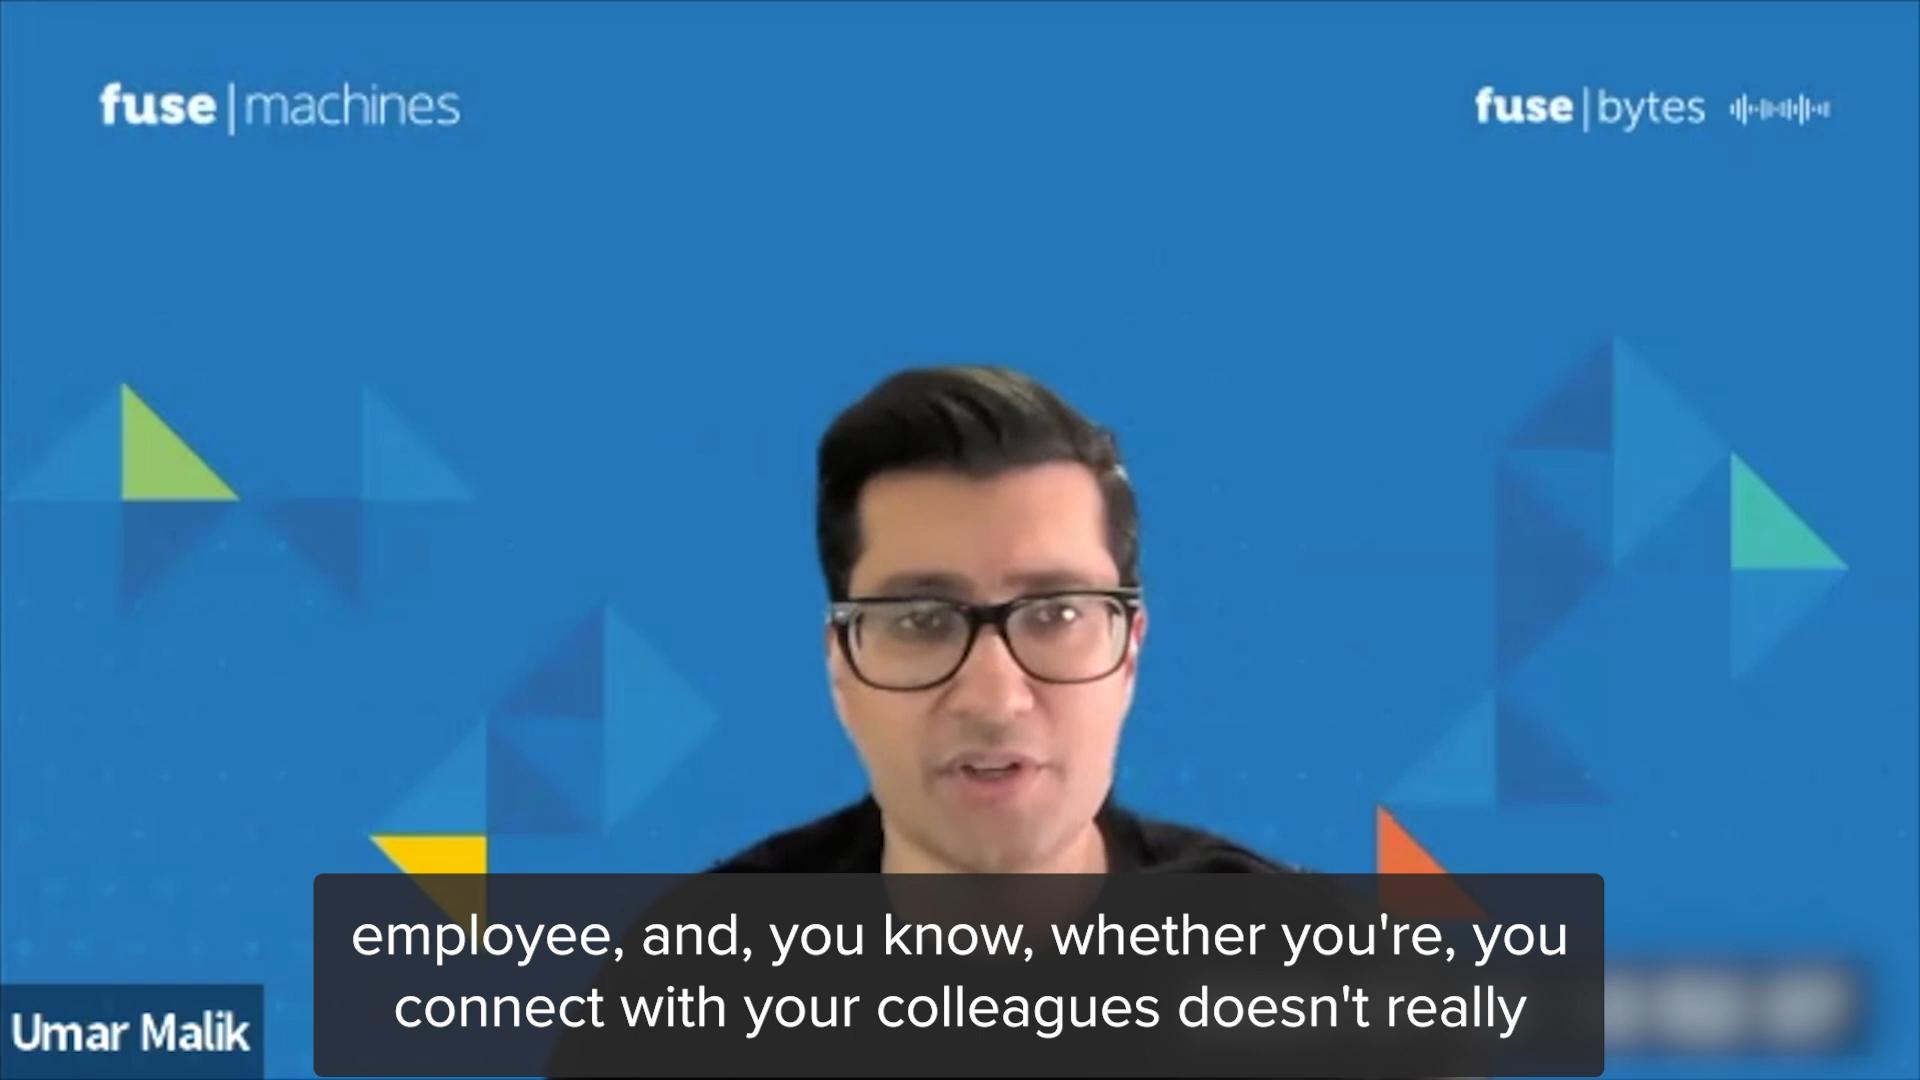 fuse|machines
fuse|bytes
employee, and, you know, whether you're, you
connect with your colleagues doesn't really
Umar Malik